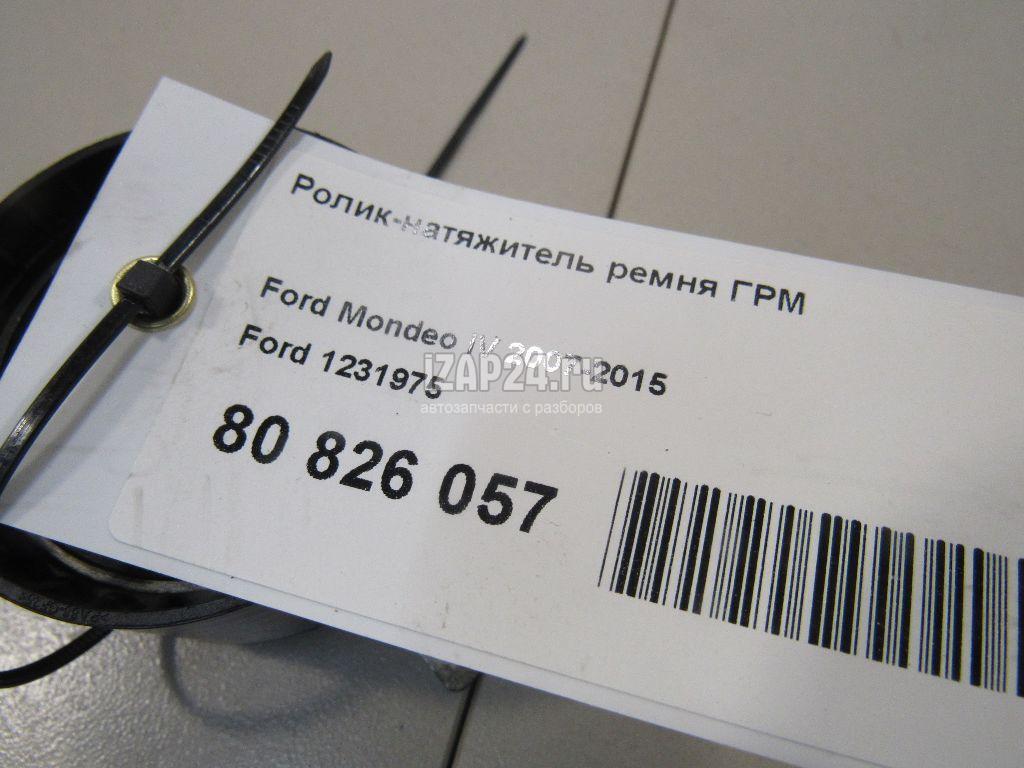 Ролик-натяжитель ремня ГРМ
Ford Mondeo IV 2007-2015
Ford 1231975
iZAP24.ru
автозапчасти с разборов
80 826 057